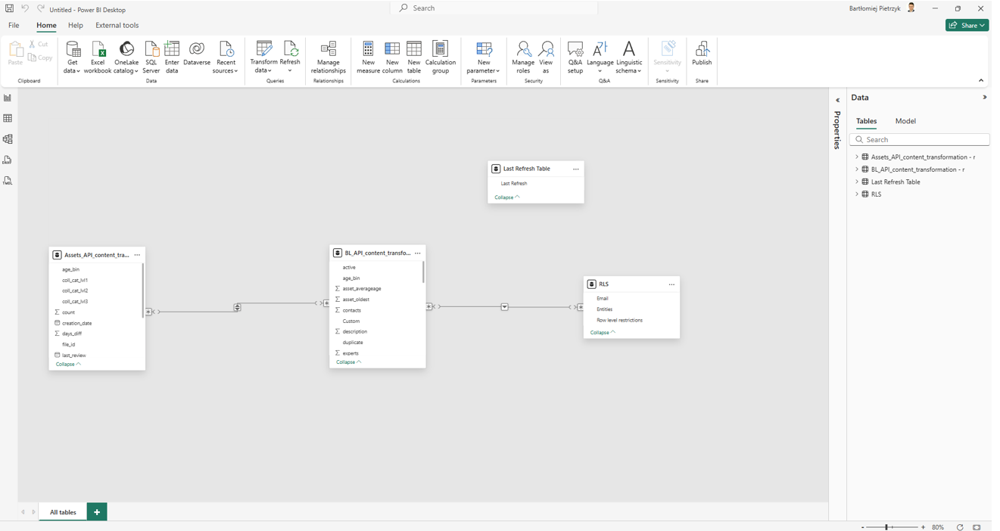 Untitled - Power BI Desktop
Search
Bartłomiej Pietrzyk
File Home Help External tools
Share
Paste
Cut
Copy
Get data
Excel workbook
OneLake catalog
SQL Server
Enter data
Dataverse
Recent sources
Transform data
Refresh
Manage relationships
New measure
New column
New table
Calculation group
New parameter
Manage roles
View as
Q&A setup
Language
Linguistic schema
Sensitivity
Publish
Clipboard
Data
Queries
Relationships
Calculations
Parameters
Security
Q&A
Sensitivity
Share
DAX
TMDL
Last Refresh Table
Last Refresh
Collapse
Assets_API_content_tra...
age_bin
coll_cat_lvl1
coll_cat_lvl2
coll_cat_lvl3
count
creation_date
days_diff
file_id
last_review
Collapse
BL_API_content_transfo...
active
age_bin
asset_averageage
asset_oldest
contacts
Custom
description
duplicate
experts
Collapse
RLS
Email
Entities
Row level restrictions
Collapse
Properties
Data
Tables Model
Search
Assets_API_content_transformation - r
BL_API_content_transformation - r
Last Refresh Table
RLS
All tables
+
- + 80%